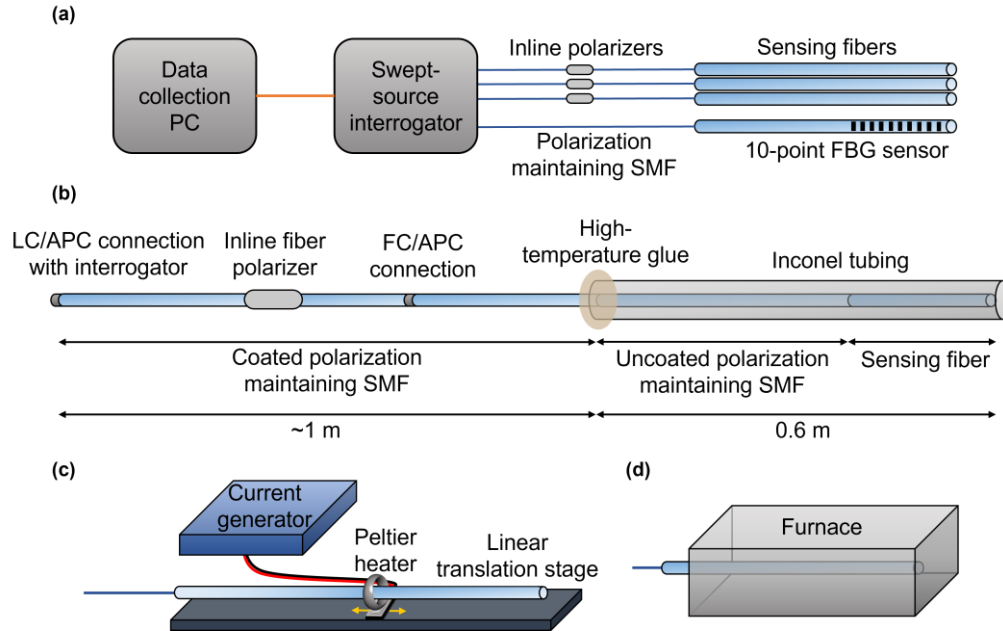 (a)
Data
collection
PC
Swept-
source
interrogator
Inline polarizers
Sensing fibers
Polarization
maintaining SMF
10-point FBG sensor
(b)
LC/APC connection
with interrogator
Inline fiber
polarizer
FC/APC
connection
High-
temperature glue
Inconel tubing
Coated polarization
maintaining SMF
Uncoated polarization
maintaining SMF
Sensing fiber
~1 m
0.6 m
(c)
Current
generator
Peltier
heater
Linear
translation stage
(d)
Furnace